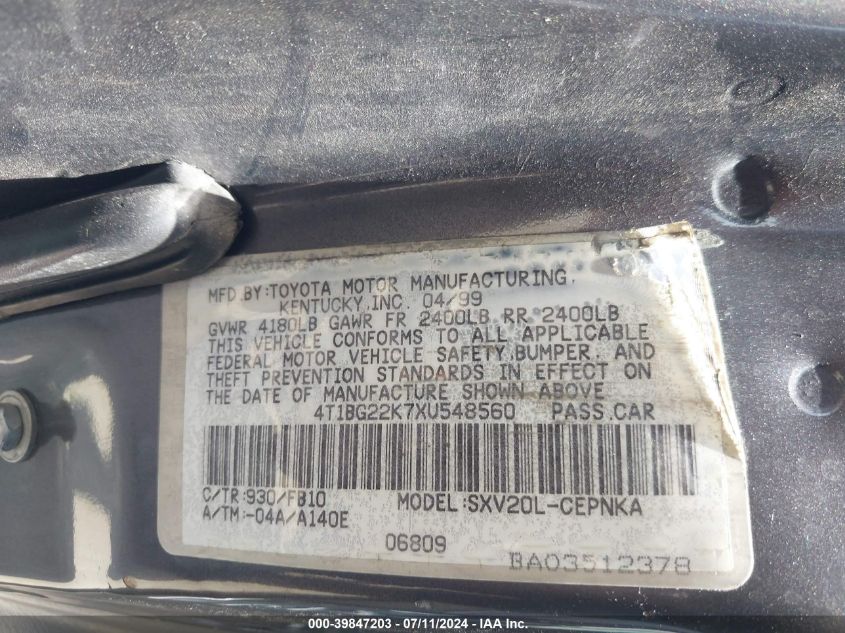 MFD BY:TOYOTA MOTOR MANUFACTURING,
KENTUCKY,INC. 04/99
GVWR 4180LB GAWR FR 2400LB RR 2400LB
THIS VEHICLE CONFORMS TO ALL APPLICABLE
FEDERAL MOTOR VEHICLE SAFETY,BUMPER, AND
THEFT PREVENTION STANDARDS IN EFFECT ON
THE DATE OF MANUFACTURE SHOWN ABOVE
4T1BG22K7XU548560 PASS.CAR
C/TR:930/FB10 MODEL:SXV20L-CEPNKA
A/TM:-04A/A140E
06809
BA03512378
000-39847203 - 07/11/2024 - IAA Inc.